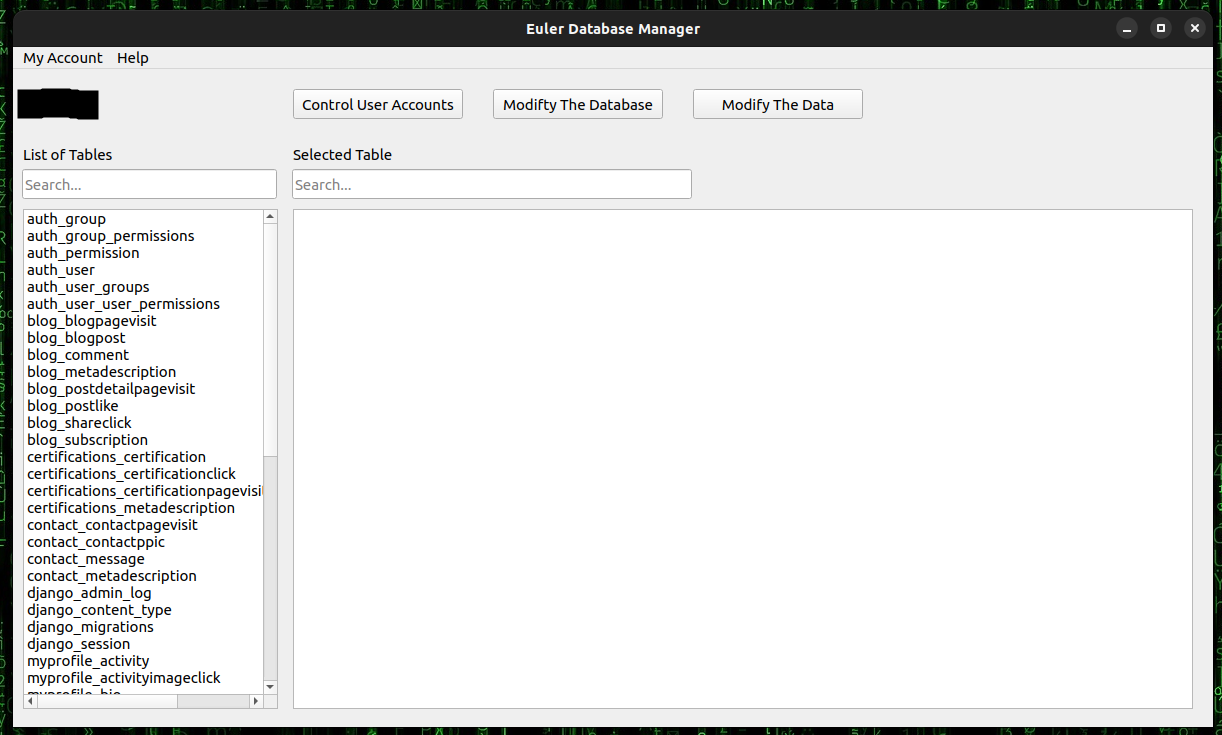 Euler Database Manager
My Account Help
Control User Accounts Modifty The Database Modify The Data
List of Tables
Selected Table
Search...
Search...
auth_group
auth_group_permissions
auth_permission
auth_user
auth_user_groups
auth_user_user_permissions
blog_blogpagevisit
blog_blogpost
blog_comment
blog_metadescription
blog_postdetailpagevisit
blog_postlike
blog_shareclick
blog_subscription
certifications_certification
certifications_certificationclick
certifications_certificationpagevisit
certifications_metadescription
contact_contactpagevisit
contact_contactppic
contact_message
contact_metadescription
django_admin_log
django_content_type
django_migrations
django_session
myprofile_activity
myprofile_activityimageclick
myprofile_bio